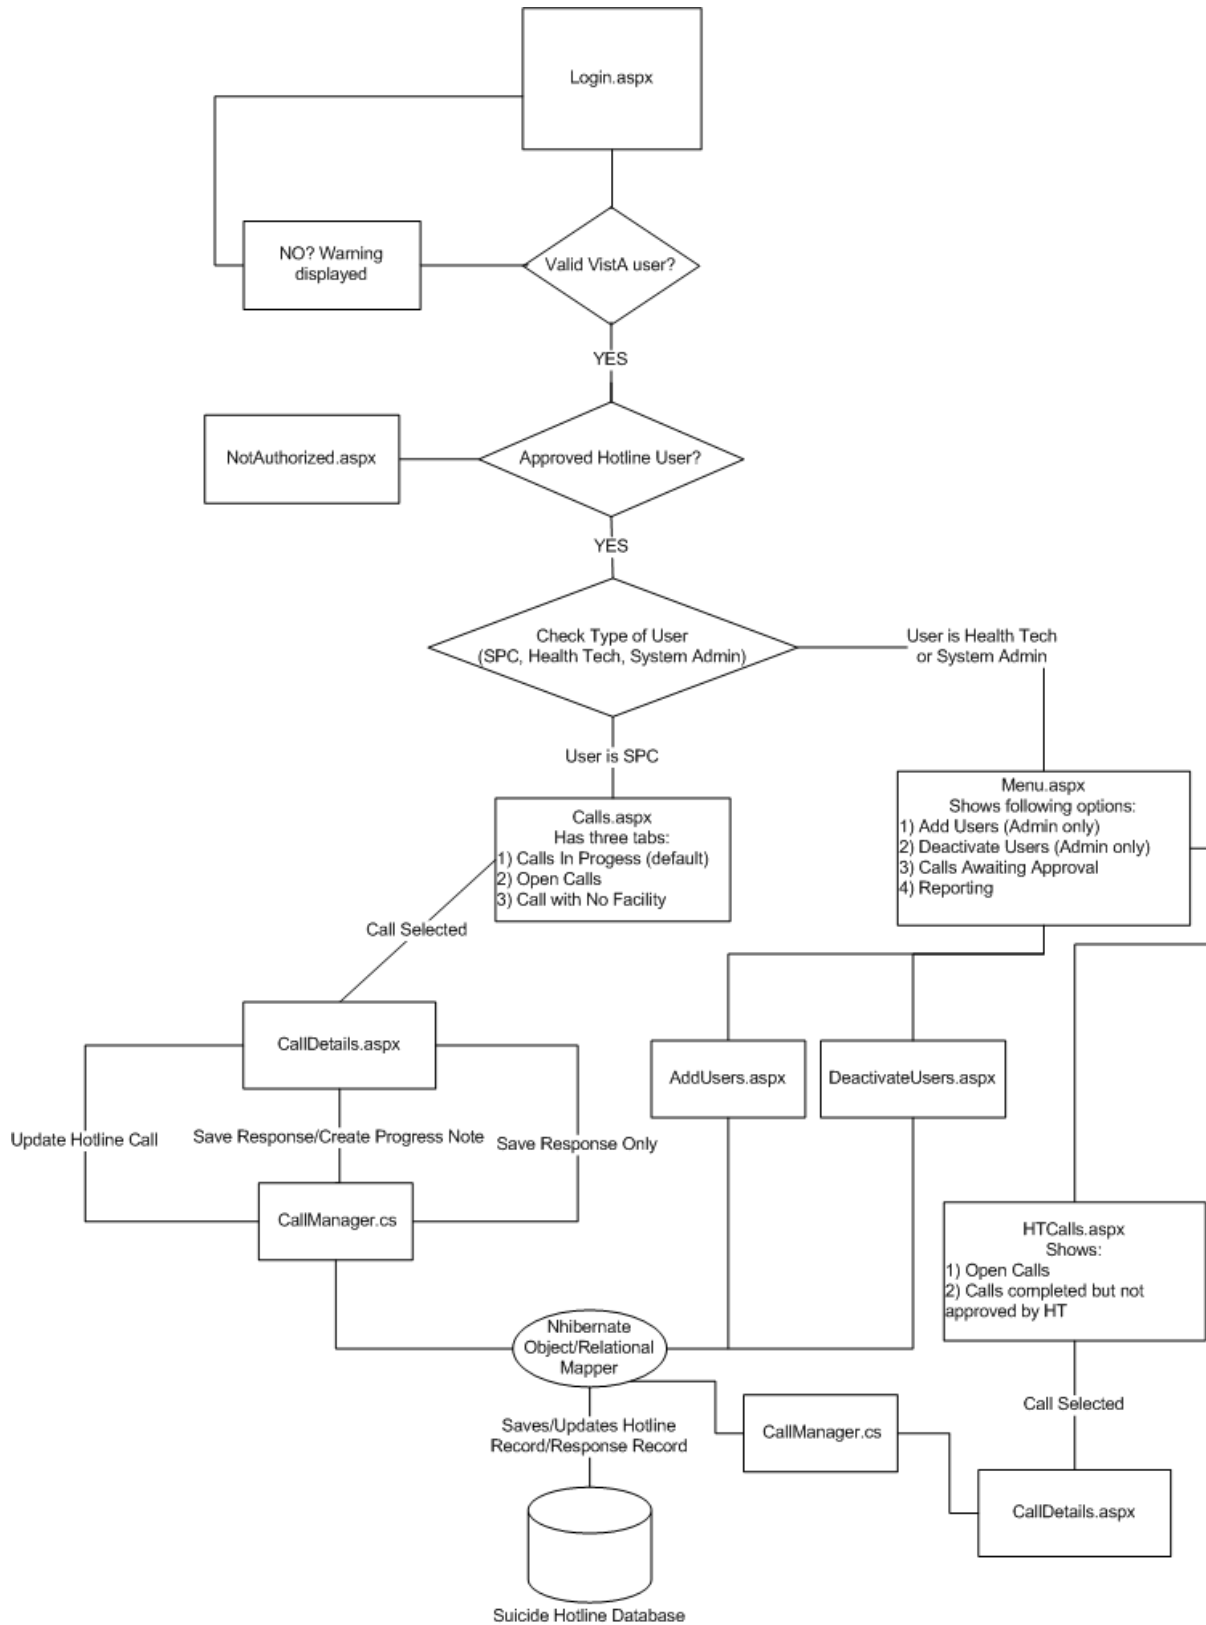 Login.aspx
NO? Warning
displayed
Valid VistA user?
YES
NotAuthorized.aspx
Approved Hotline User?
YES
Check Type of User
(SPC, Health Tech, System Admin)
User is Health Tech
or System Admin
User is SPC
Calls.aspx
Has three tabs:
1) Calls In Progess (default)
2) Open Calls
3) Call with No Facility
Menu.aspx
Shows following options:
1) Add Users (Admin only)
2) Deactivate Users (Admin only)
3) Calls Awaiting Approval
4) Reporting
Call Selected
CallDetails.aspx
AddUsers.aspx
DeactivateUsers.aspx
Update Hotline Call
Save Response/Create Progress Note
Save Response Only
CallManager.cs
HTCalls.aspx
Shows:
1) Open Calls
2) Calls completed but not
approved by HT
Nhibernate
Object/Relational
Mapper
Call Selected
Saves/Updates Hotline
Record/Response Record
CallManager.cs
CallDetails.aspx
Suicide Hotline Database